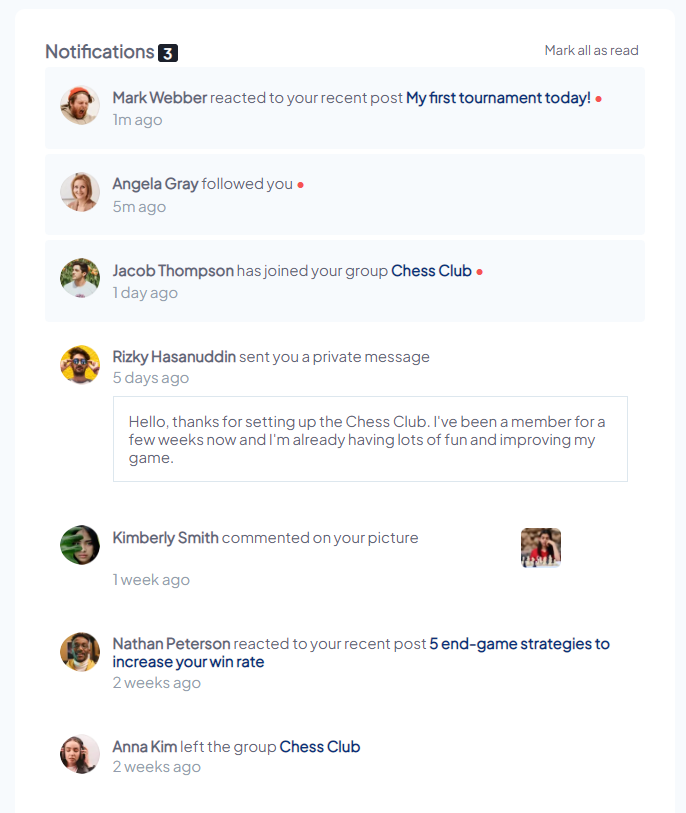 Notifications 3
Mark all as read
Mark Webber reacted to your recent post My first tournament today!
1m ago
Angela Gray followed you
5m ago
Jacob Thompson has joined your group Chess Club
1 day ago
Rizky Hasanuddin sent you a private message
5 days ago
Hello, thanks for setting up the Chess Club. I've been a member for a
few weeks now and I'm already having lots of fun and improving my
game.
Kimberly Smith commented on your picture
1 week ago
Nathan Peterson reacted to your recent post 5 end-game strategies to
increase your win rate
2 weeks ago
Anna Kim left the group Chess Club
2 weeks ago